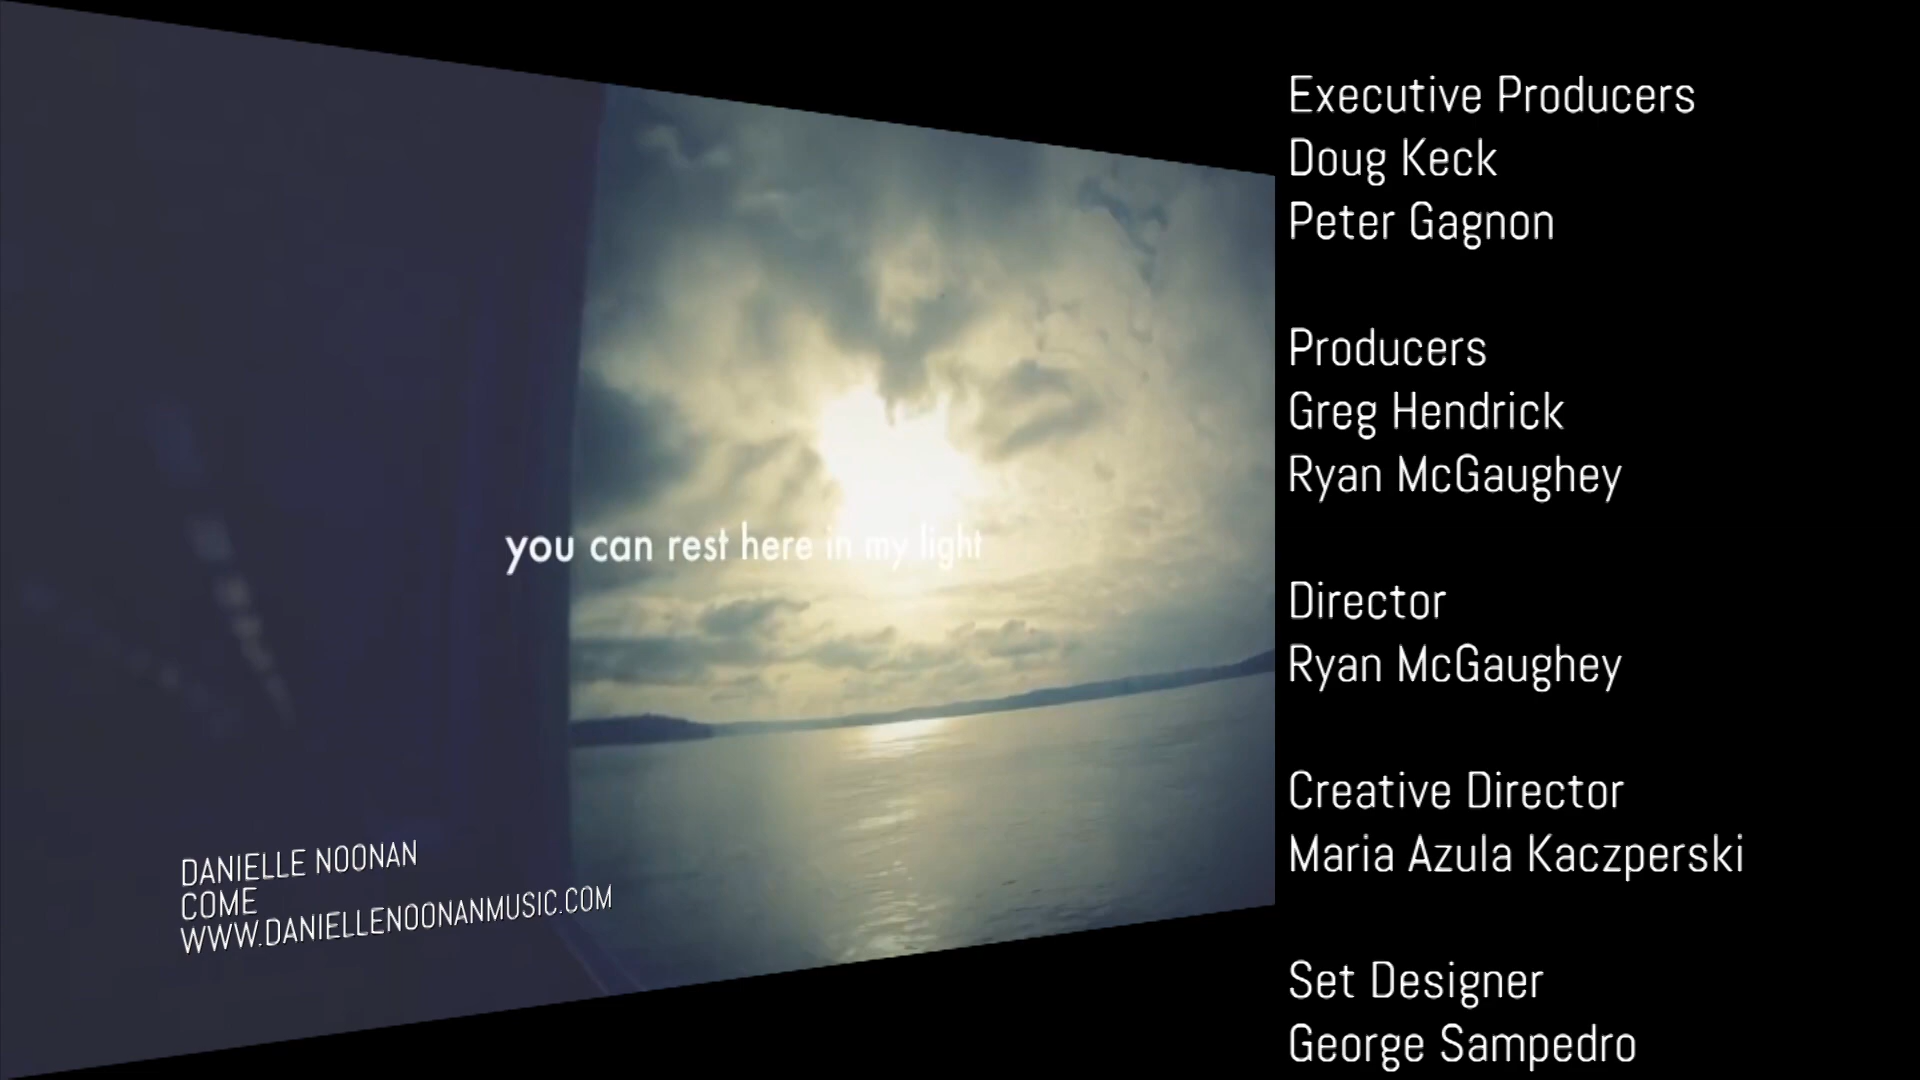 you can rest here in my light
DANIELLE NOONAN
COME
WWW.DANIELLENOONANMUSIC.COM
Executive Producers
Doug Keck
Peter Gagnon
Producers
Greg Hendrick
Ryan McGaughey
Director
Ryan McGaughey
Creative Director
Maria Azula Kaczperski
Set Designer
George Sampedro